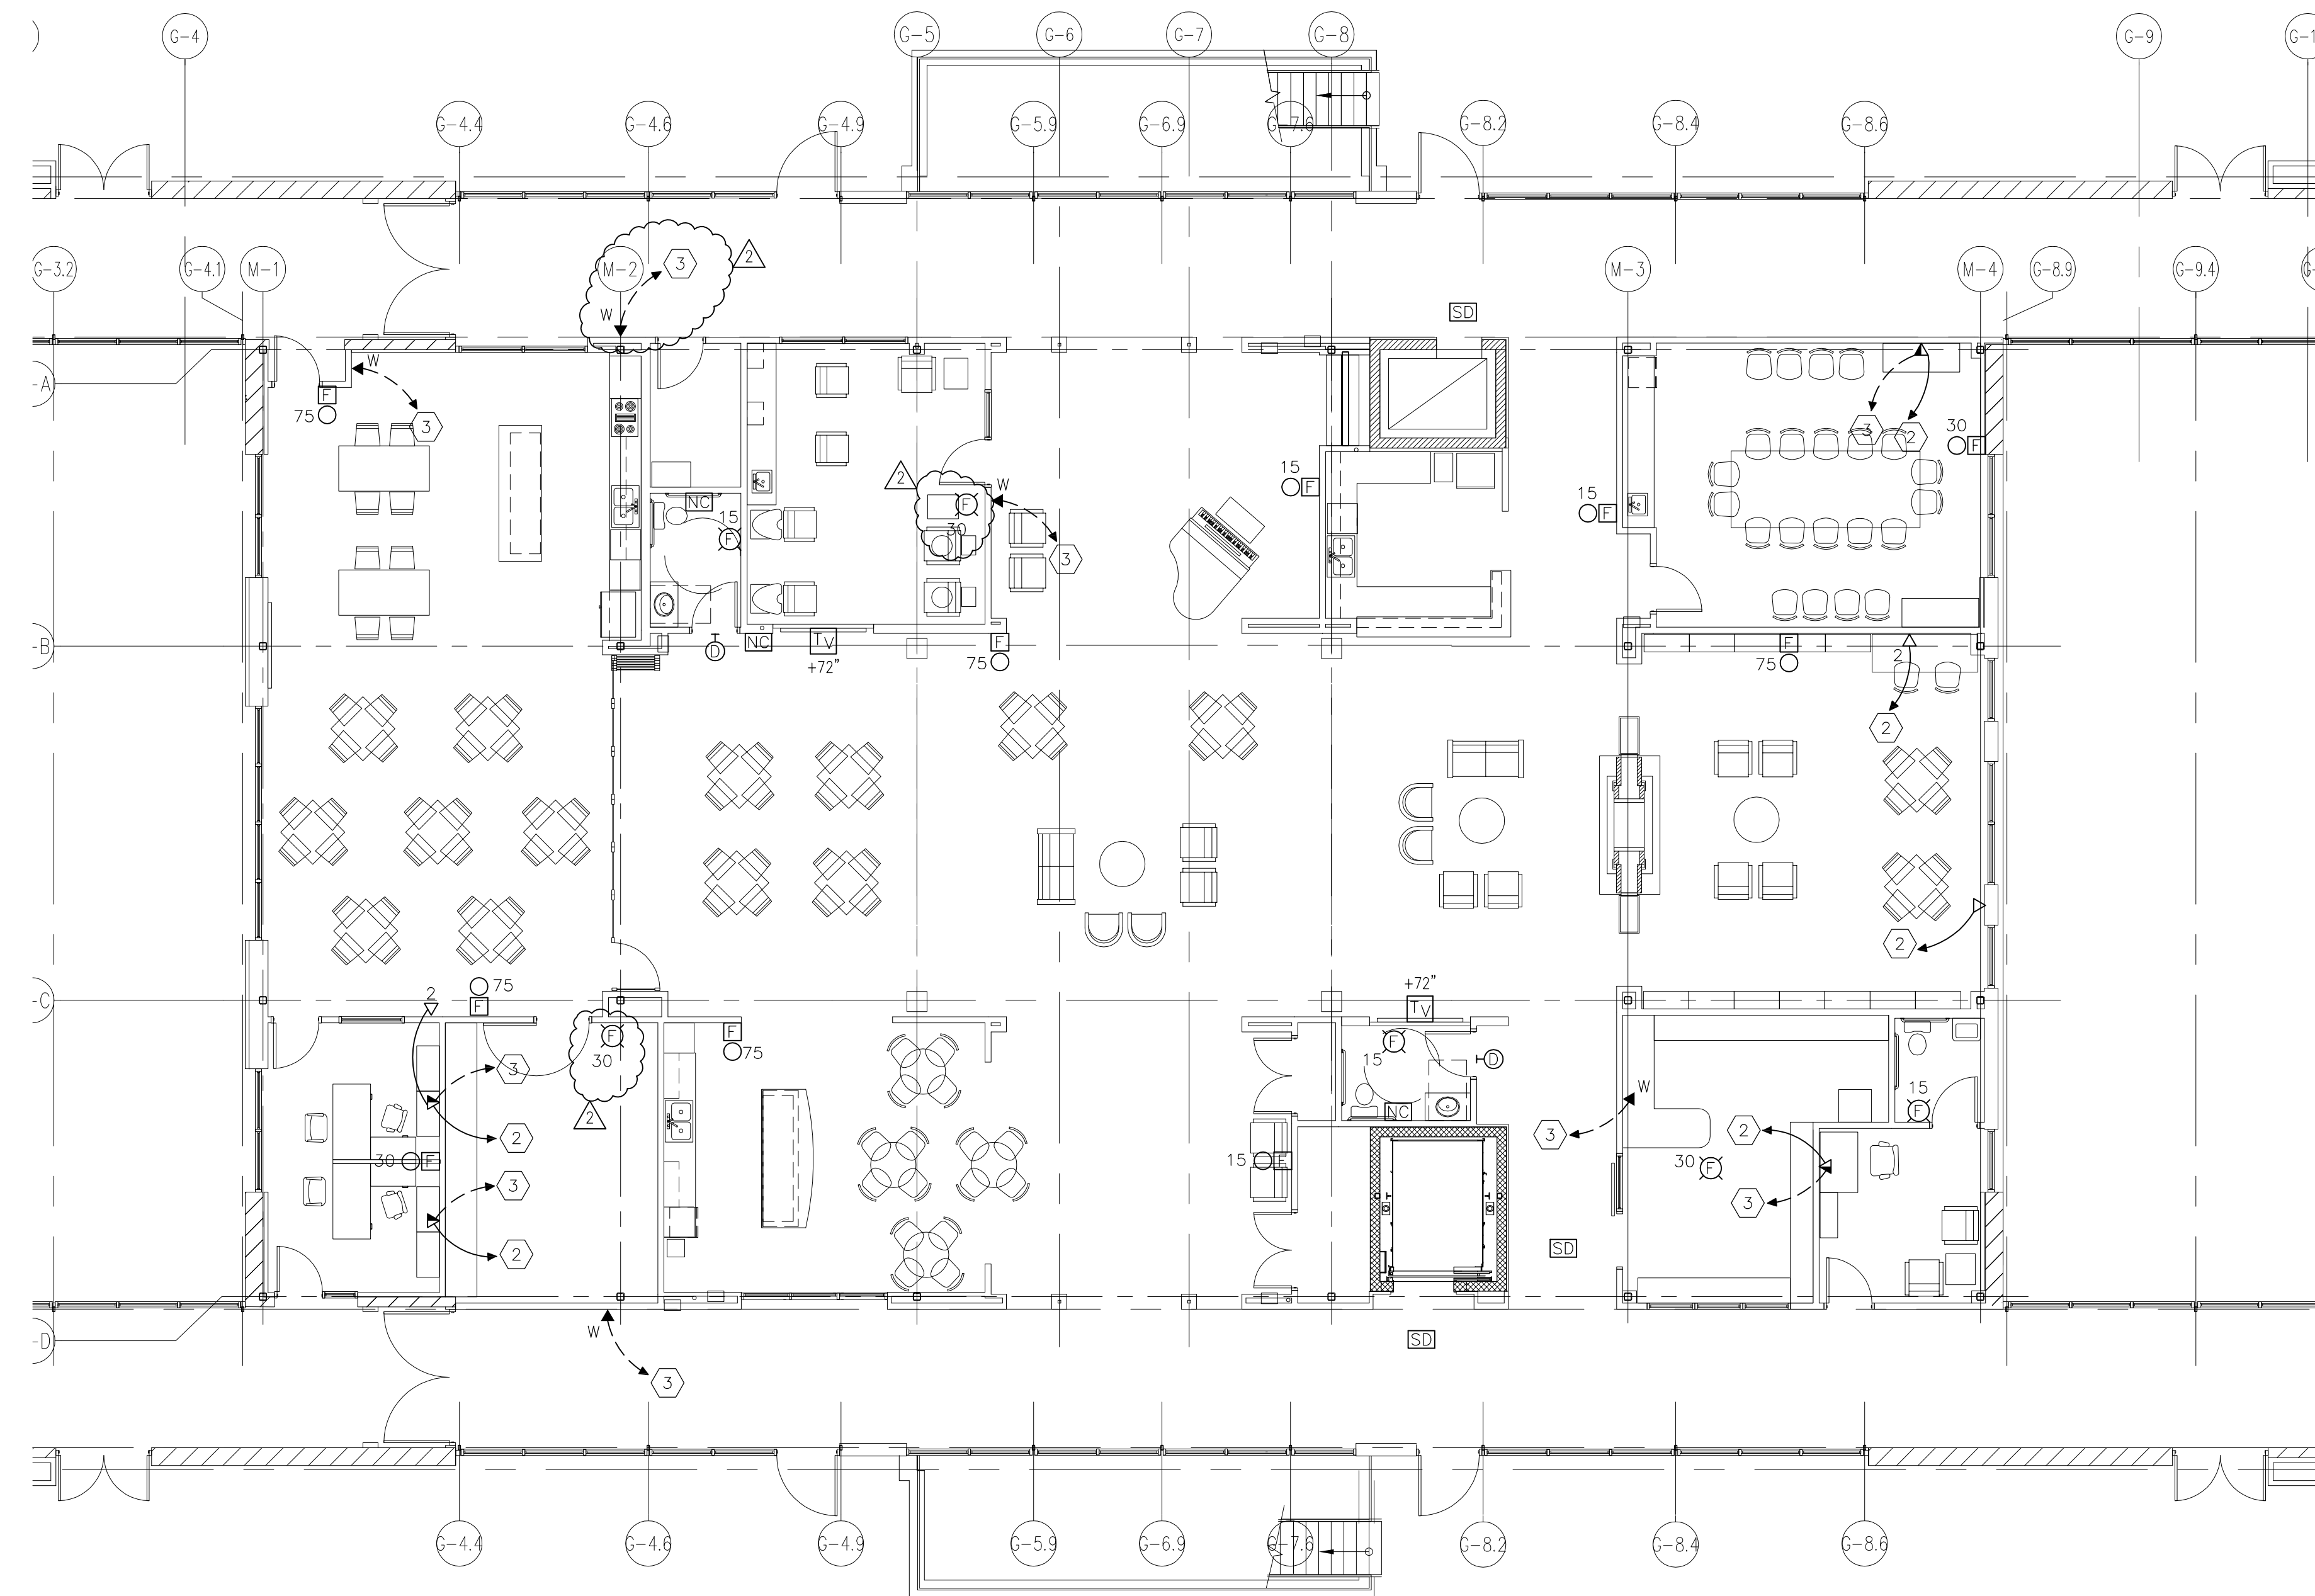 G-4
G-5
G-6
G-7
G-8
G-9
G-1
G-4.4
G-4.6
G-4.9
G-5.9
G-6.9
G-7.6
G-8.2
G-8.4
G-8.6
G-3.2
G-4.1
M-1
M-2
3
2
M-3
M-4
G-8.9
G-9.4
G-
W
SD
W
-A
F
75
3
3
2
30
F
2
15
F
15
F
NC
W
F
30
15
F
3
D
NC
TV
+72"
F
75
-B
F
75
2
2
2
-C
2
75
F
F
30
F
75
2
+72"
TV
F
15
D
NC
3
2
3
2
30
F
15
F
W
3
15
F
2
30
F
3
SD
-D
W
3
SD
G-4.4
G-4.6
G-4.9
G-5.9
G-6.9
G-7.6
G-8.2
G-8.4
G-8.6